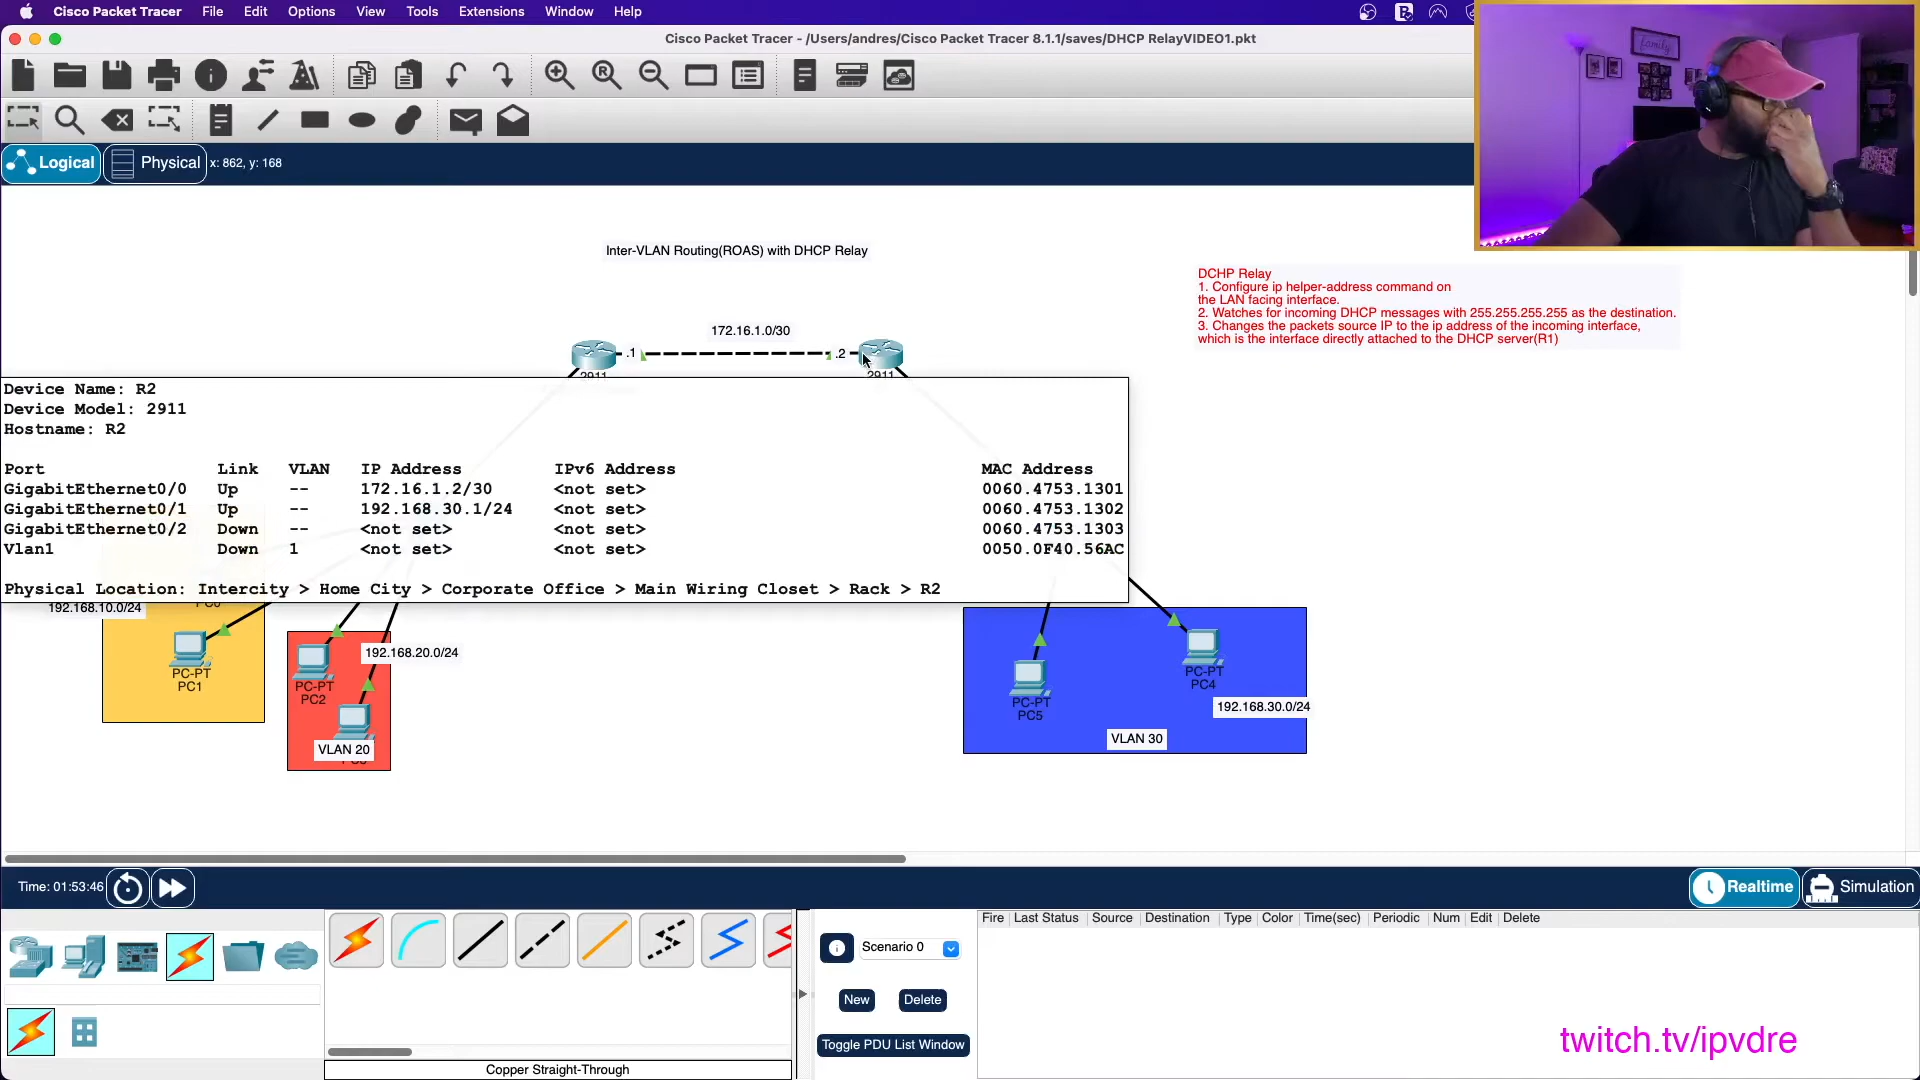 Cisco Packet Tracer File Edit Options View Tools Extensions Window Help
Cisco Packet Tracer - /Users/andres/Cisco Packet Tracer 8.1.1/saves/DHCP RelayVIDEO1.pkt
family
Logical Physical x: 862, y: 168
Inter-VLAN Routing(ROAS) with DHCP Relay
DCHP Relay
1. Configure ip helper-address command on
the LAN facing interface.
2. Watches for incoming DHCP messages with 255.255.255.255 as the destination.
3. Changes the packets source IP to the ip address of the incoming interface,
which is the interface directly attached to the DHCP server(R1)
172.16.1.0/30
.1 .2
2911 2911
Device Name: R2
Device Model: 2911
Hostname: R2
Port Link VLAN IP Address IPv6 Address MAC Address
GigabitEthernet0/0 Up -- 172.16.1.2/30 <not set> 0060.4753.1301
GigabitEthernet0/1 Up -- 192.168.30.1/24 <not set> 0060.4753.1302
GigabitEthernet0/2 Down -- <not set> <not set> 0060.4753.1303
Vlan1 Down 1 <not set> <not set> 0050.0F40.56AC
Physical Location: Intercity > Home City > Corporate Office > Main Wiring Closet > Rack > R2
192.168.10.0/24
PC-PT
PC1
192.168.20.0/24
PC-PT
PC2
VLAN 20
PC-PT
PC5
PC-PT
PC4
192.168.30.0/24
VLAN 30
Time: 01:53:46
Realtime Simulation
Fire Last Status Source Destination Type Color Time(sec) Periodic Num Edit Delete
Scenario 0
New Delete
Toggle PDU List Window
Copper Straight-Through
twitch.tv/ipvdre